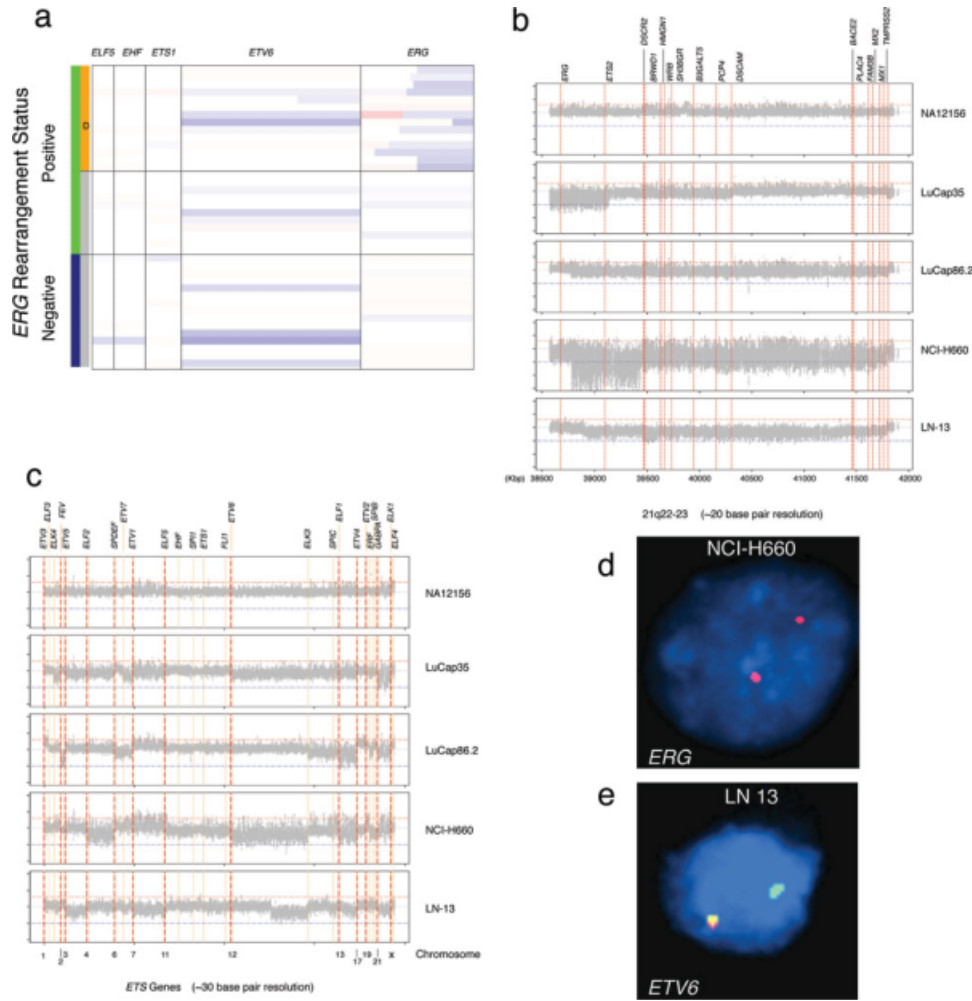 a
ELF5 EHF ETS1 ETV6 ERG
ERG Rearrangement Status
Positive
Negative
D
b
ERG
ETS2
DSCR2
BRWD1
HMGN1
WRB
SH3BGR
B3GALT5
PCP4
DSCAM
BACE2
PLAC4
FAM3B
MX2
MX1
TMPRSS2
NA12156
LuCap35
LuCap86.2
NCI-H660
LN-13
(Kbp) 38500 39000 39500 40000 40500 41000 41500 42000
21q22-23 (~20 base pair resolution)
c
ETV3
ELF3
ELK4
FEV
ETV5
ELF2
SPDEF
ETV7
ETV1
ELF5
EHF
SPI1
ETS1
FLI1
ETV6
ELK3
SPIC
ELF1
ETV4
ETV2
ERF
SPIB
GABPA
ELK1
ELF4
NA12156
LuCap35
LuCap86.2
NCI-H660
LN-13
1 2 3 4 6 7 11 12 13 17 19 21 X Chromosome
ETS Genes (~30 base pair resolution)
d
NCI-H660
ERG
e
LN 13
ETV6